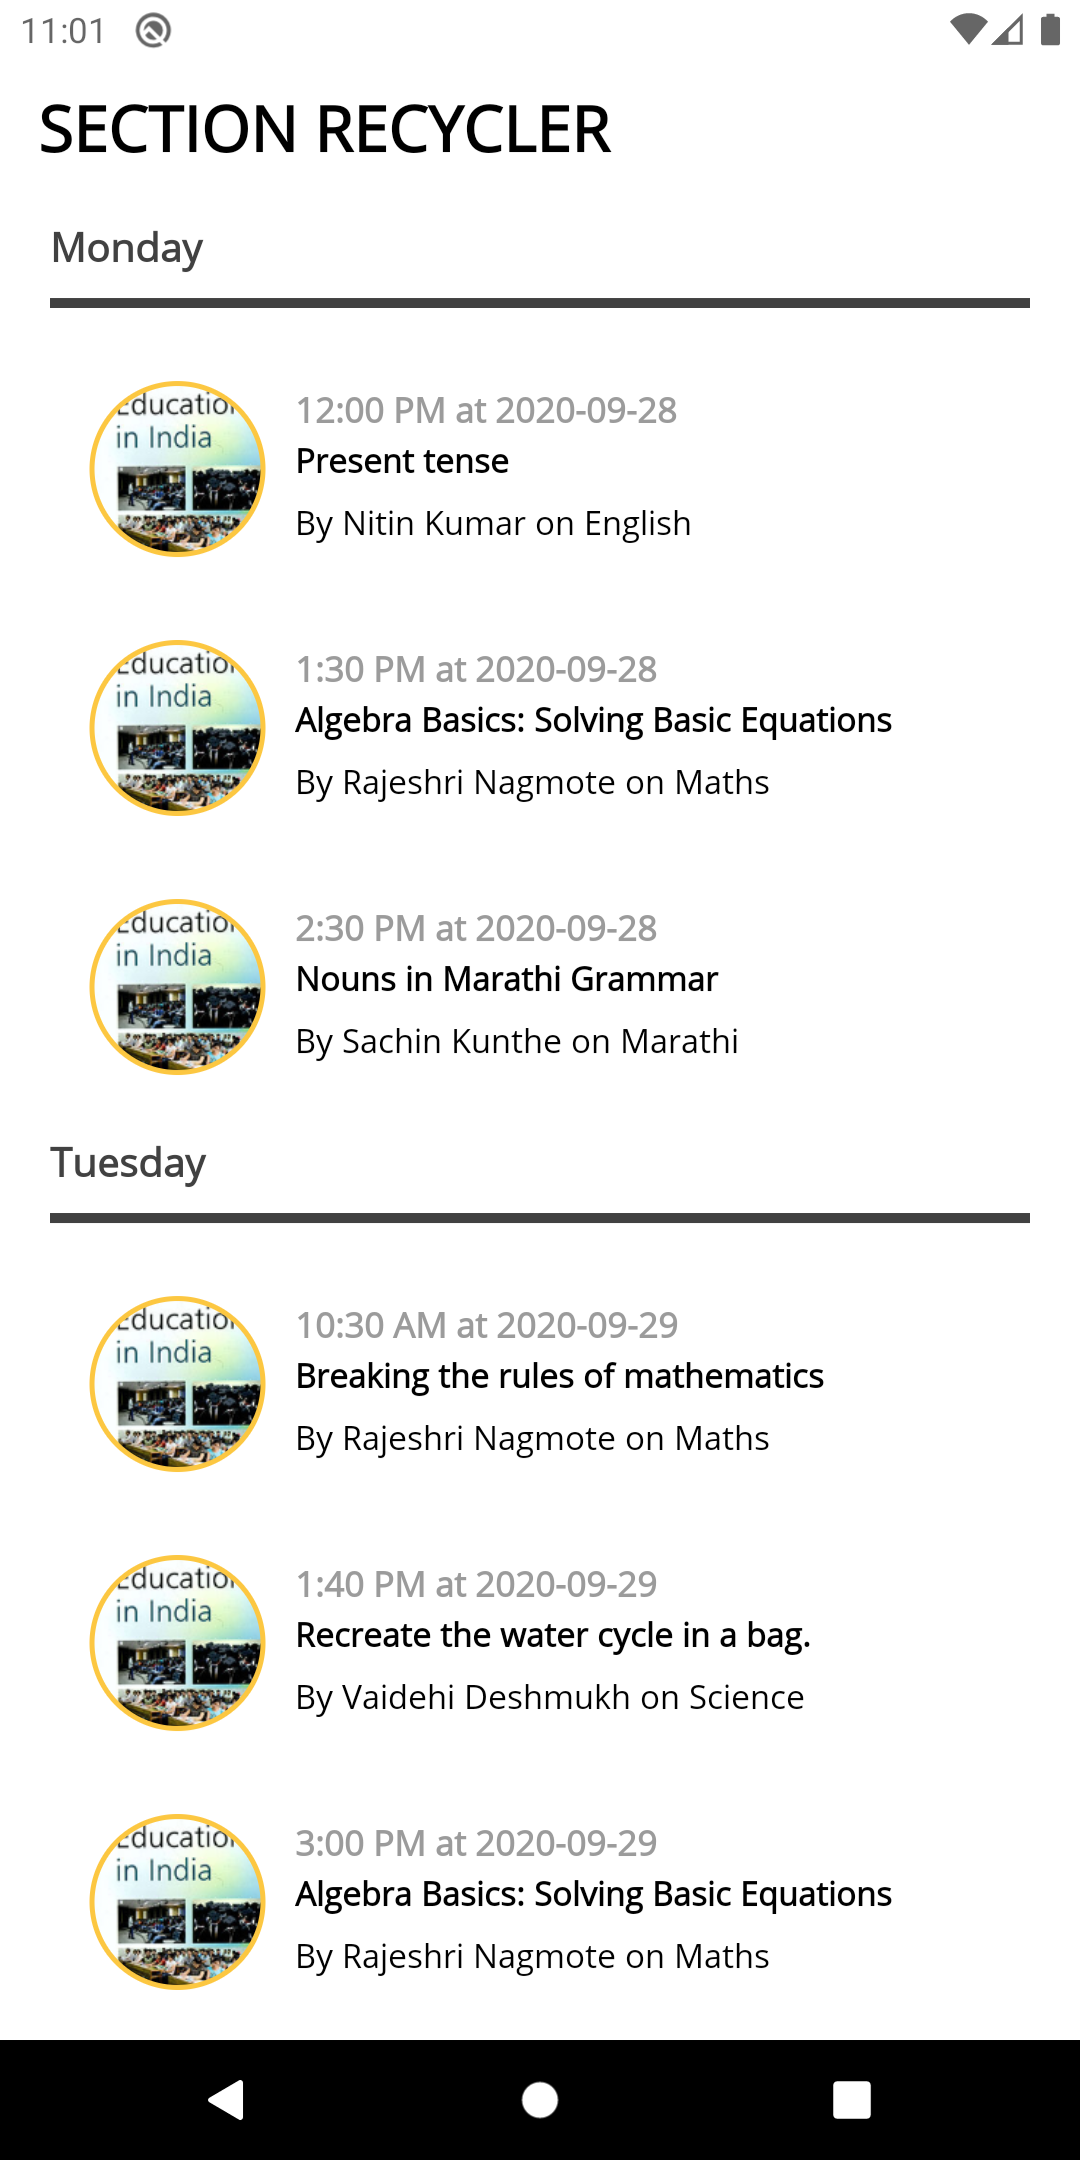 11:01
SECTION RECYCLER
Monday
Education
in India
12:00 PM at 2020-09-28
Present tense
By Nitin Kumar on English
Education
in India
1:30 PM at 2020-09-28
Algebra Basics: Solving Basic Equations
By Rajeshri Nagmote on Maths
Education
in India
2:30 PM at 2020-09-28
Nouns in Marathi Grammar
By Sachin Kunthe on Marathi
Tuesday
Education
in India
10:30 AM at 2020-09-29
Breaking the rules of mathematics
By Rajeshri Nagmote on Maths
Education
in India
1:40 PM at 2020-09-29
Recreate the water cycle in a bag.
By Vaidehi Deshmukh on Science
Education
in India
3:00 PM at 2020-09-29
Algebra Basics: Solving Basic Equations
By Rajeshri Nagmote on Maths